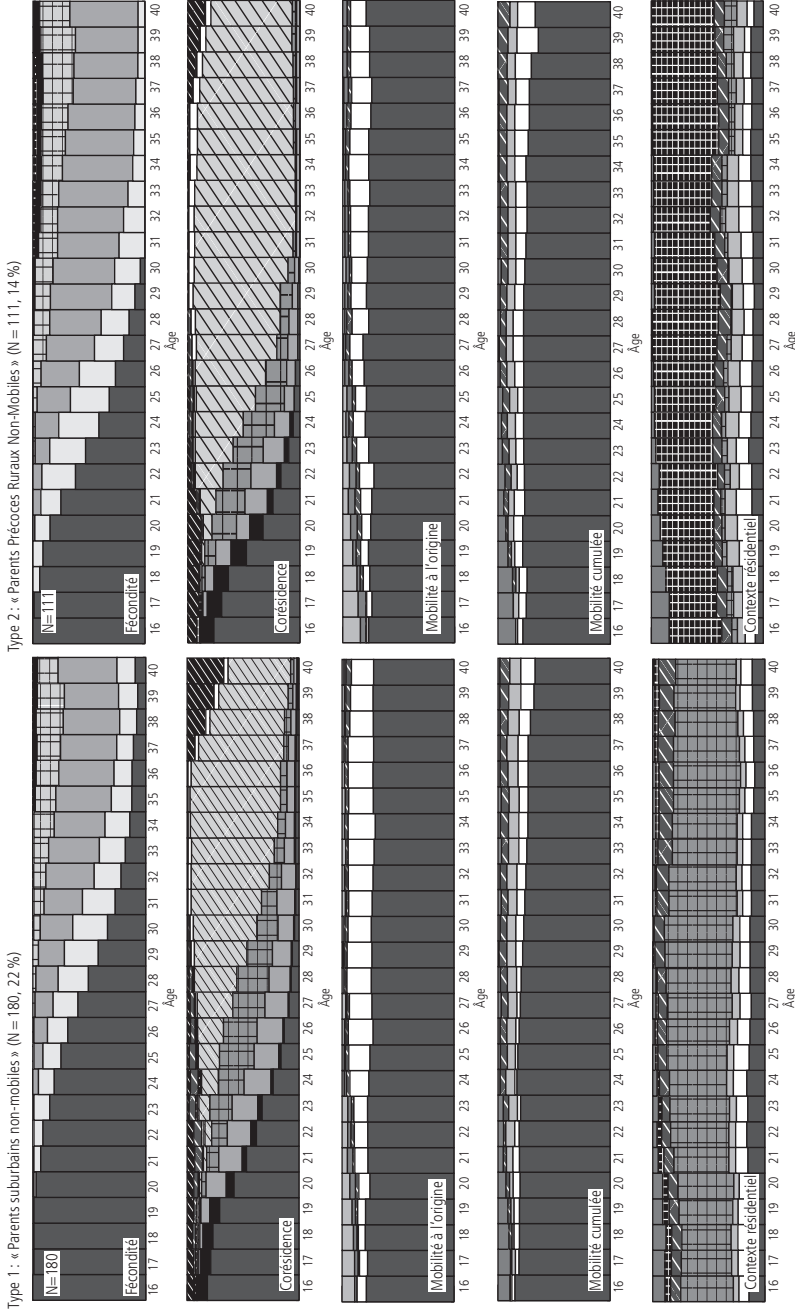 Type 1 : « Parents suburbains non-mobiles » (N = 180, 22 %)
N=180
Fécondité
16 17 18 19 20 21 22 23 24 25 26 27 28 29 30 31 32 33 34 35 36 37 38 39 40
Âge
Corésidence
16 17 18 19 20 21 22 23 24 25 26 27 28 29 30 31 32 33 34 35 36 37 38 39 40
Âge
Mobilité à l'origine
16 17 18 19 20 21 22 23 24 25 26 27 28 29 30 31 32 33 34 35 36 37 38 39 40
Âge
Mobilité cumulée
16 17 18 19 20 21 22 23 24 25 26 27 28 29 30 31 32 33 34 35 36 37 38 39 40
Âge
Contexte résidentiel
16 17 18 19 20 21 22 23 24 25 26 27 28 29 30 31 32 33 34 35 36 37 38 39 40
Âge
Type 2 : « Parents Précoces Ruraux Non-Mobiles » (N = 111, 14 %)
N=111
Fécondité
16 17 18 19 20 21 22 23 24 25 26 27 28 29 30 31 32 33 34 35 36 37 38 39 40
Âge
Corésidence
16 17 18 19 20 21 22 23 24 25 26 27 28 29 30 31 32 33 34 35 36 37 38 39 40
Âge
Mobilité à l'origine
16 17 18 19 20 21 22 23 24 25 26 27 28 29 30 31 32 33 34 35 36 37 38 39 40
Âge
Mobilité cumulée
16 17 18 19 20 21 22 23 24 25 26 27 28 29 30 31 32 33 34 35 36 37 38 39 40
Âge
Contexte résidentiel
16 17 18 19 20 21 22 23 24 25 26 27 28 29 30 31 32 33 34 35 36 37 38 39 40
Âge